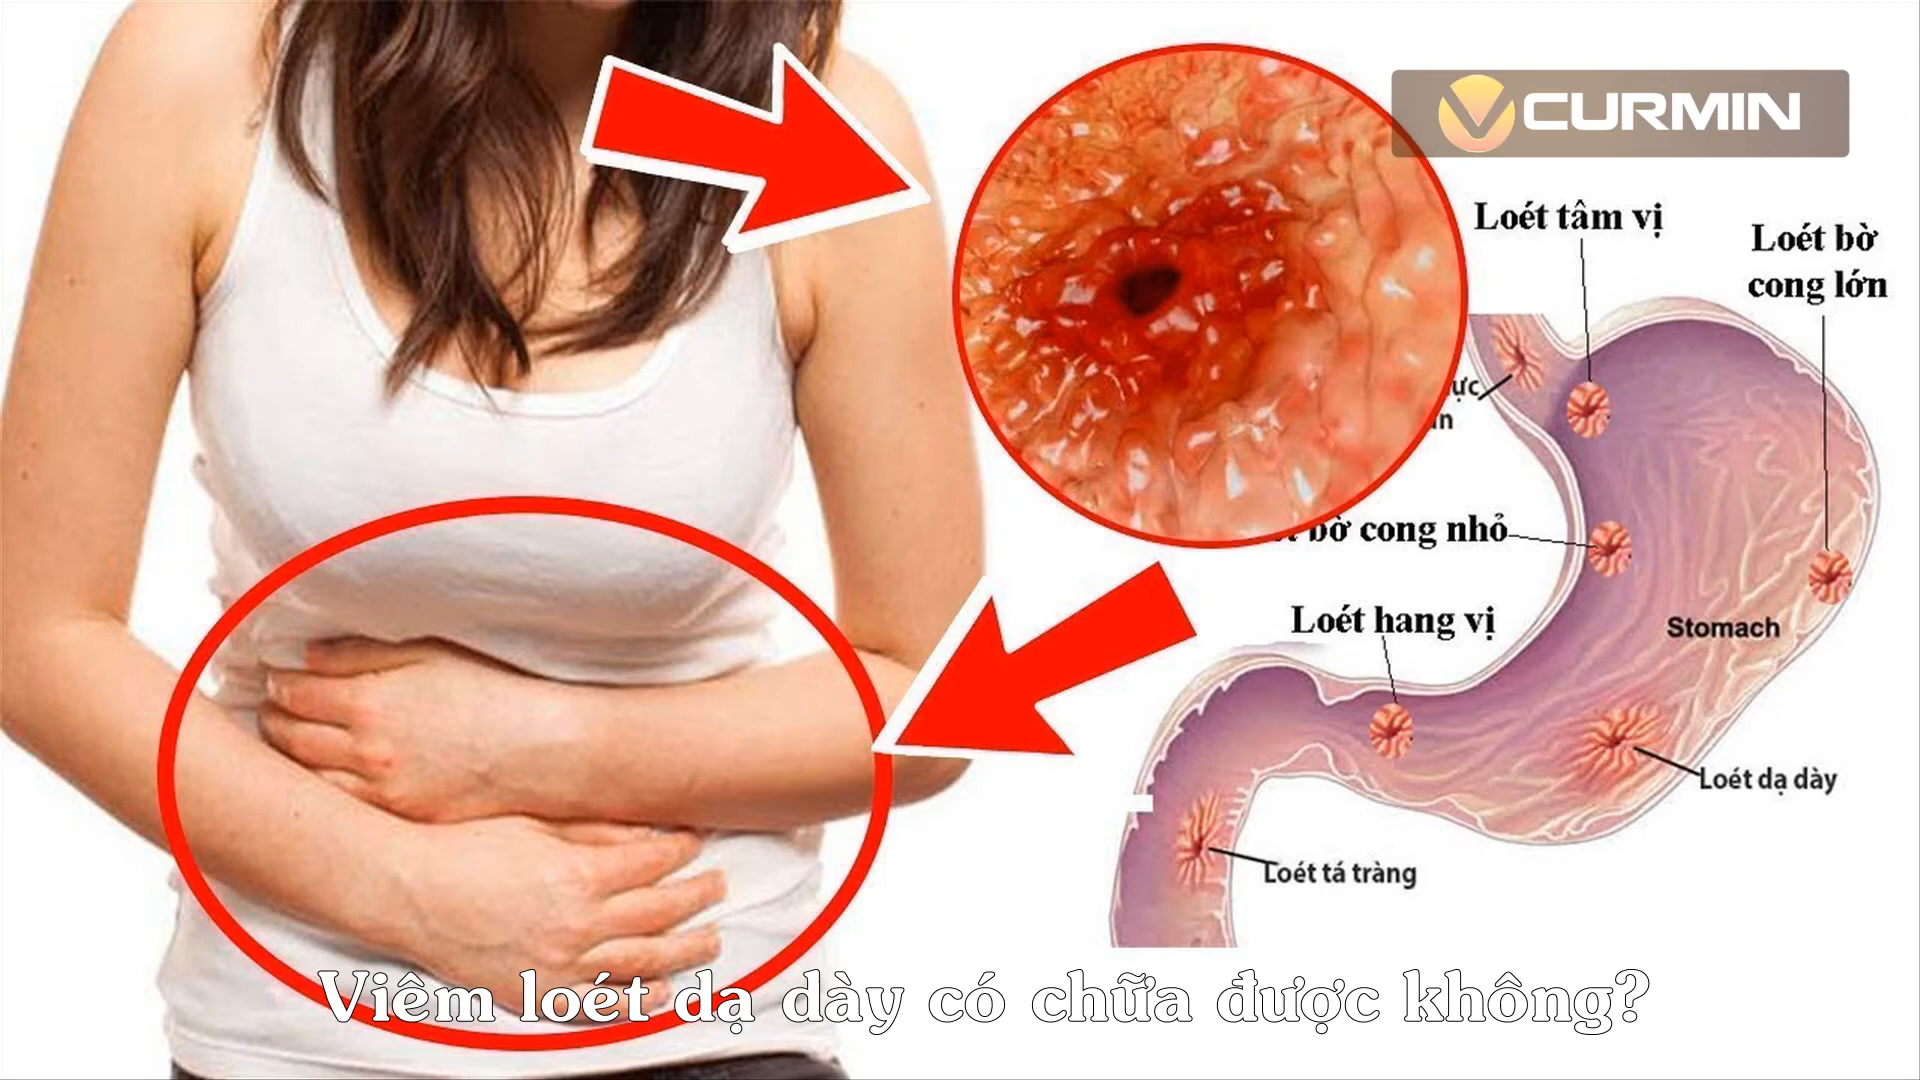 CURMIN
Loét tâm vị
Loét bờ
cong lớn
bờ cong nhỏ
Loét hang vị
Stomach
Loét dạ dày
Loét tá tràng
Viêm loét dạ dày có chữa được không?